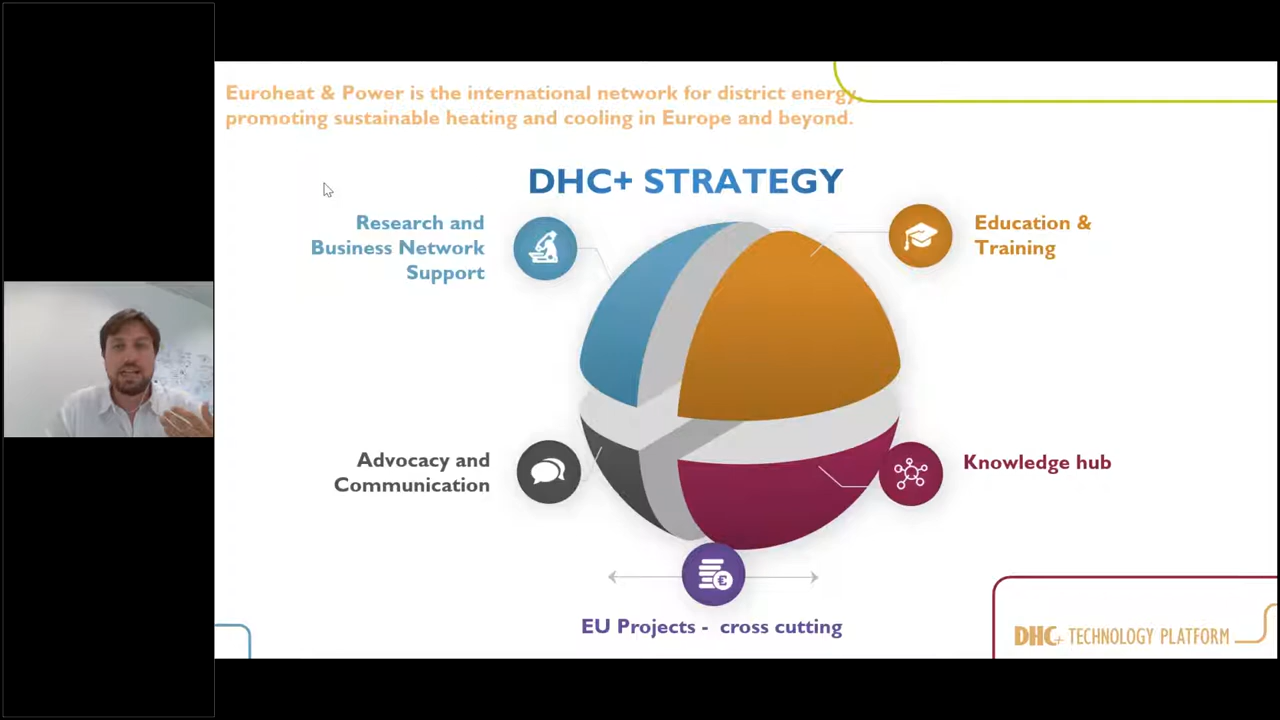 Euroheat & Power is the international network for district energy,
promoting sustainable heating and cooling in Europe and beyond.
DHC+ STRATEGY
Research and
Business Network
Support
Education &
Training
Advocacy and
Communication
Knowledge hub
€
EU Projects - cross cutting
DHC+ TECHNOLOGY PLATFORM